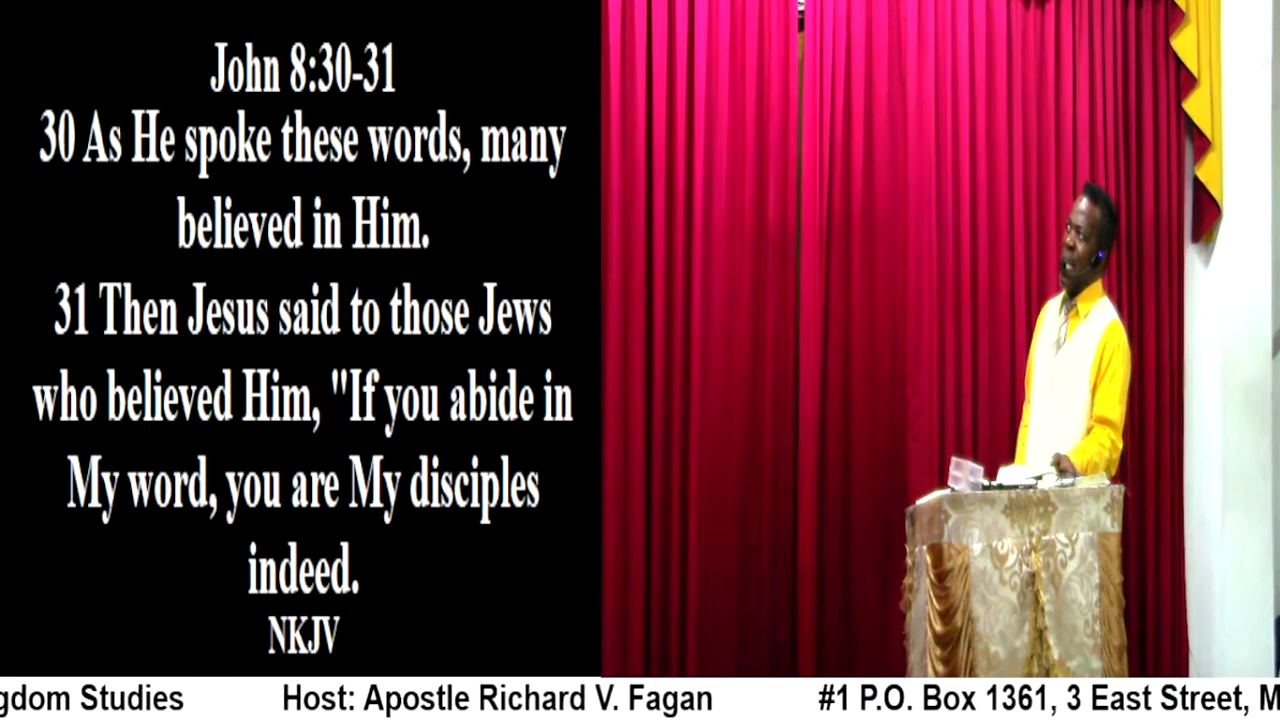 John 8:30-31
30 As He spoke these words, many
believed in Him.
31 Then Jesus said to those Jews
who believed Him, "If you abide in
My word, you are My disciples
indeed.
NKJV
gdom Studies Host: Apostle Richard V. Fagan #1 P.O. Box 1361, 3 East Street, M